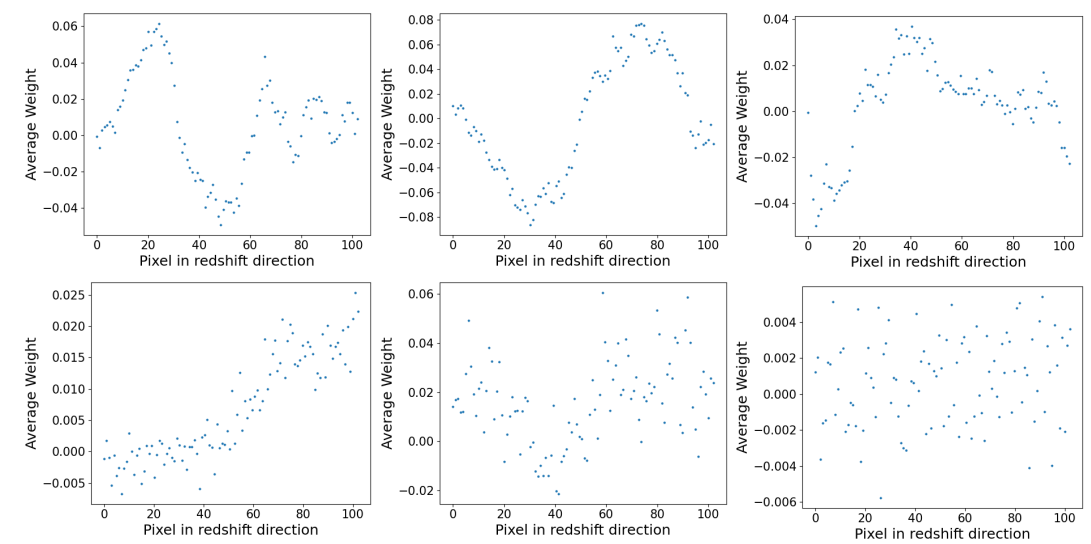 0.06
0.04
0.02
0.00
−0.02
−0.04
Average Weight
0 20 40 60 80 100
Pixel in redshift direction
0.08
0.06
0.04
0.02
0.00
−0.02
−0.04
−0.06
−0.08
Average Weight
0 20 40 60 80 100
Pixel in redshift direction
0.04
0.02
0.00
−0.02
−0.04
Average Weight
0 20 40 60 80 100
Pixel in redshift direction
0.025
0.020
0.015
0.010
0.005
0.000
−0.005
Average Weight
0 20 40 60 80 100
Pixel in redshift direction
0.06
0.04
0.02
0.00
−0.02
Average Weight
0 20 40 60 80 100
Pixel in redshift direction
0.004
0.002
0.000
−0.002
−0.004
−0.006
Average Weight
0 20 40 60 80 100
Pixel in redshift direction